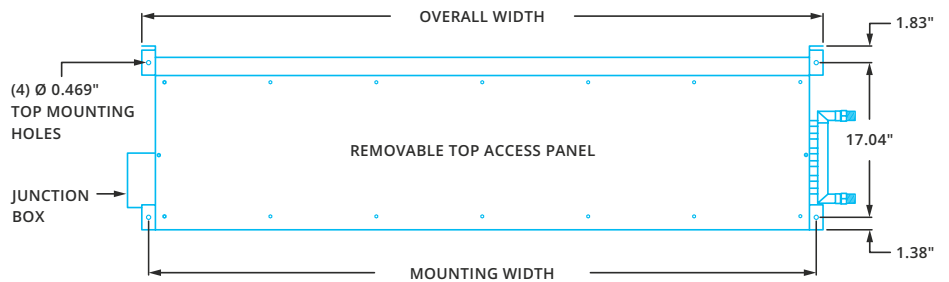 OVERALL WIDTH
1.83"
(4) Ø 0.469"
TOP MOUNTING
HOLES
17.04"
REMOVABLE TOP ACCESS PANEL
JUNCTION
BOX
1.38"
MOUNTING WIDTH